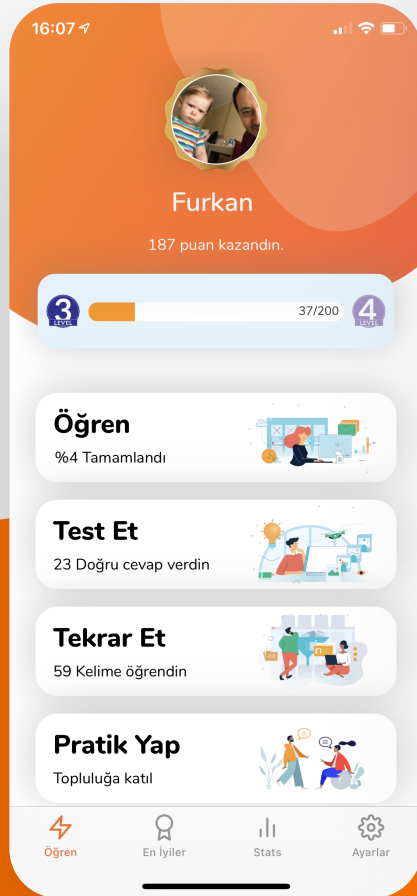 16:07
Furkan
187 puan kazandın.
3 LEVEL
37/200
4 LEVEL
Öğren
%4 Tamamlandı
Test Et
23 Doğru cevap verdin
Tekrar Et
59 Kelime öğrendin
Pratik Yap
Topluluğa katıl
Öğren
En İyiler
Stats
Ayarlar